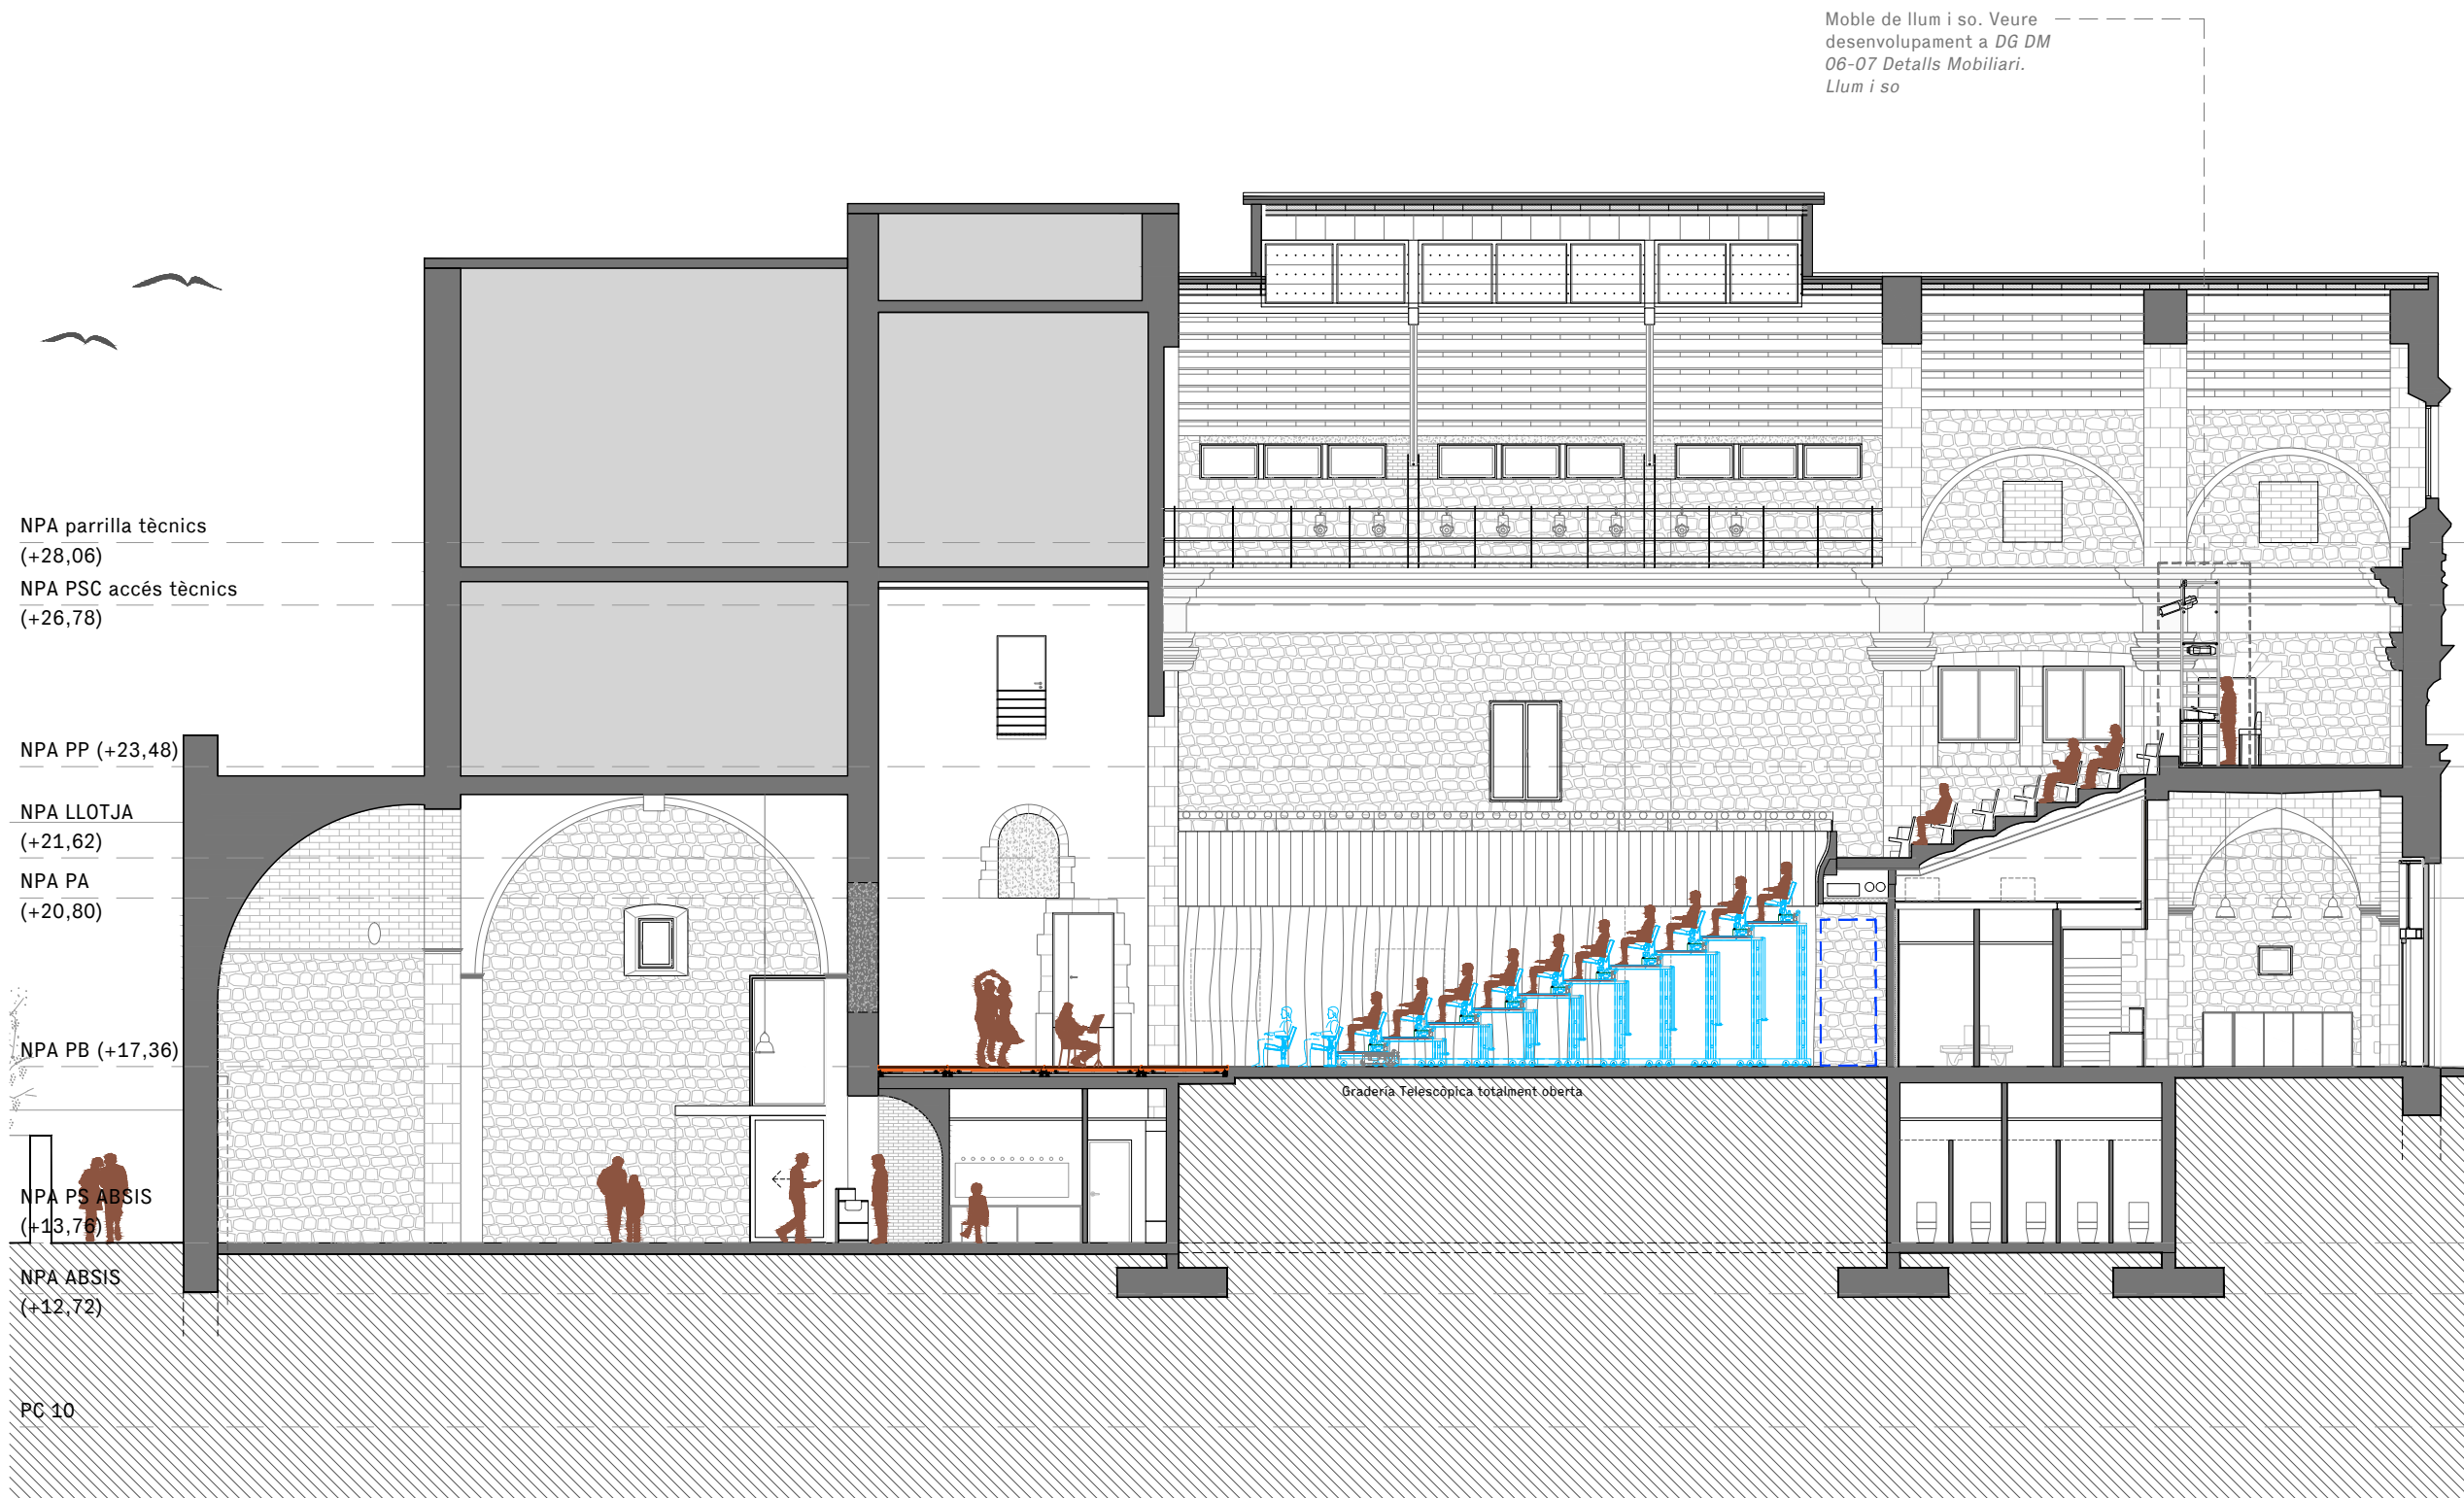 Moble de llum i so. Veure
desenvolupament a DG DM
06-07 Detalls Mobiliari.
Llum i so
NPA parrilla tècnics
(+28,06)
NPA PSC accés tècnics
(+26,78)
NPA PP (+23,48)
NPA LLOTJA
(+21,62)
NPA PA
(+20,80)
NPA PB (+17,36)
Graderia Telescòpica totalment oberta
NPA PS ABSIS
(+13,76)
NPA ABSIS
(+12,72)
PC 10